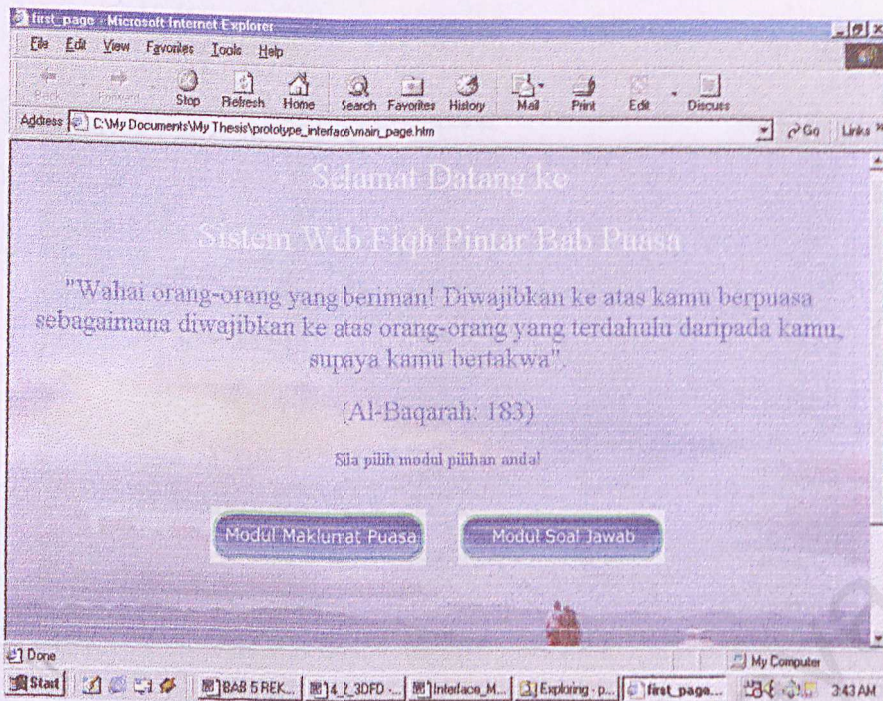 first_page - Microsoft Internet Explorer
File Edit View Favorites Tools Help
Back Forward Stop Refresh Home Search Favorites History Mail Print Edit Discuss
Address C:\My Documents\My Thesis\prototype_interface\main_page.htm Go Links »
Selamat Datang ke
Sistem Web Fiqh Pintar Bab Puasa
"Wahai orang-orang yang beriman! Diwajibkan ke atas kamu berpuasa
sebagaimana diwajibkan ke atas orang-orang yang terdahulu daripada kamu,
supaya kamu bertakwa".
(Al-Baqarah: 183)
Sila pilih modul pilihan anda!
Modul Maklumat Puasa Modul Soal Jawab
Done My Computer
Start BAB 5 REK... Interface_M... Exploring - p... first_page... 3:43 AM